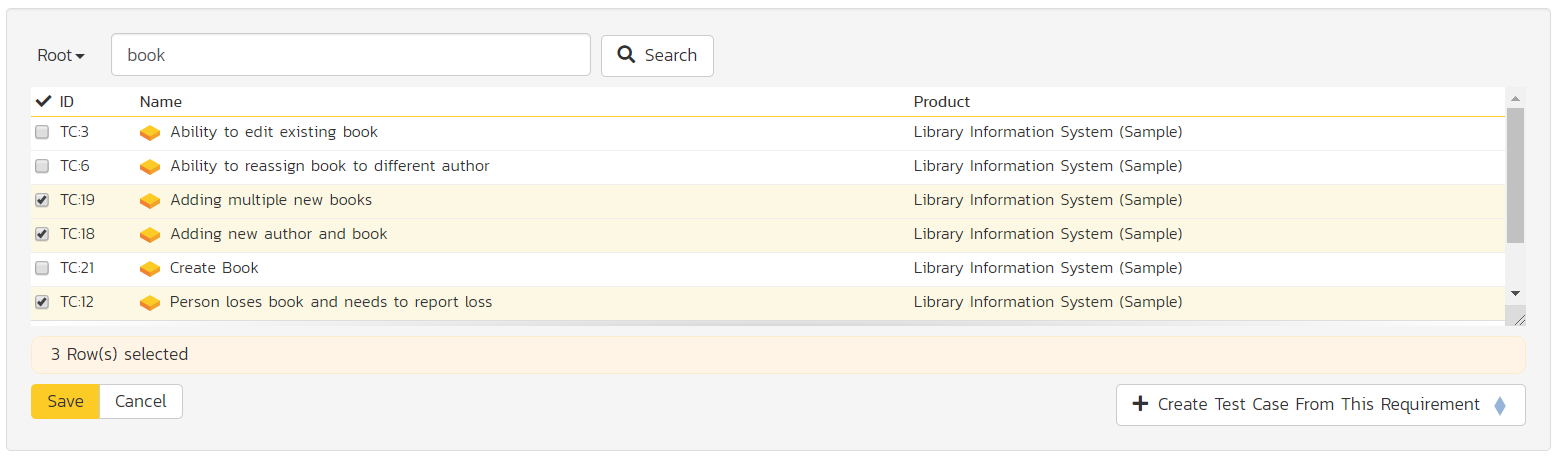 Root book Search
ID Name Product
TC:3 Ability to edit existing book Library Information System (Sample)
TC:6 Ability to reassign book to different author Library Information System (Sample)
TC:19 Adding multiple new books Library Information System (Sample)
TC:18 Adding new author and book Library Information System (Sample)
TC:21 Create Book Library Information System (Sample)
TC:12 Person loses book and needs to report loss Library Information System (Sample)
3 Row(s) selected
Save Cancel Create Test Case From This Requirement